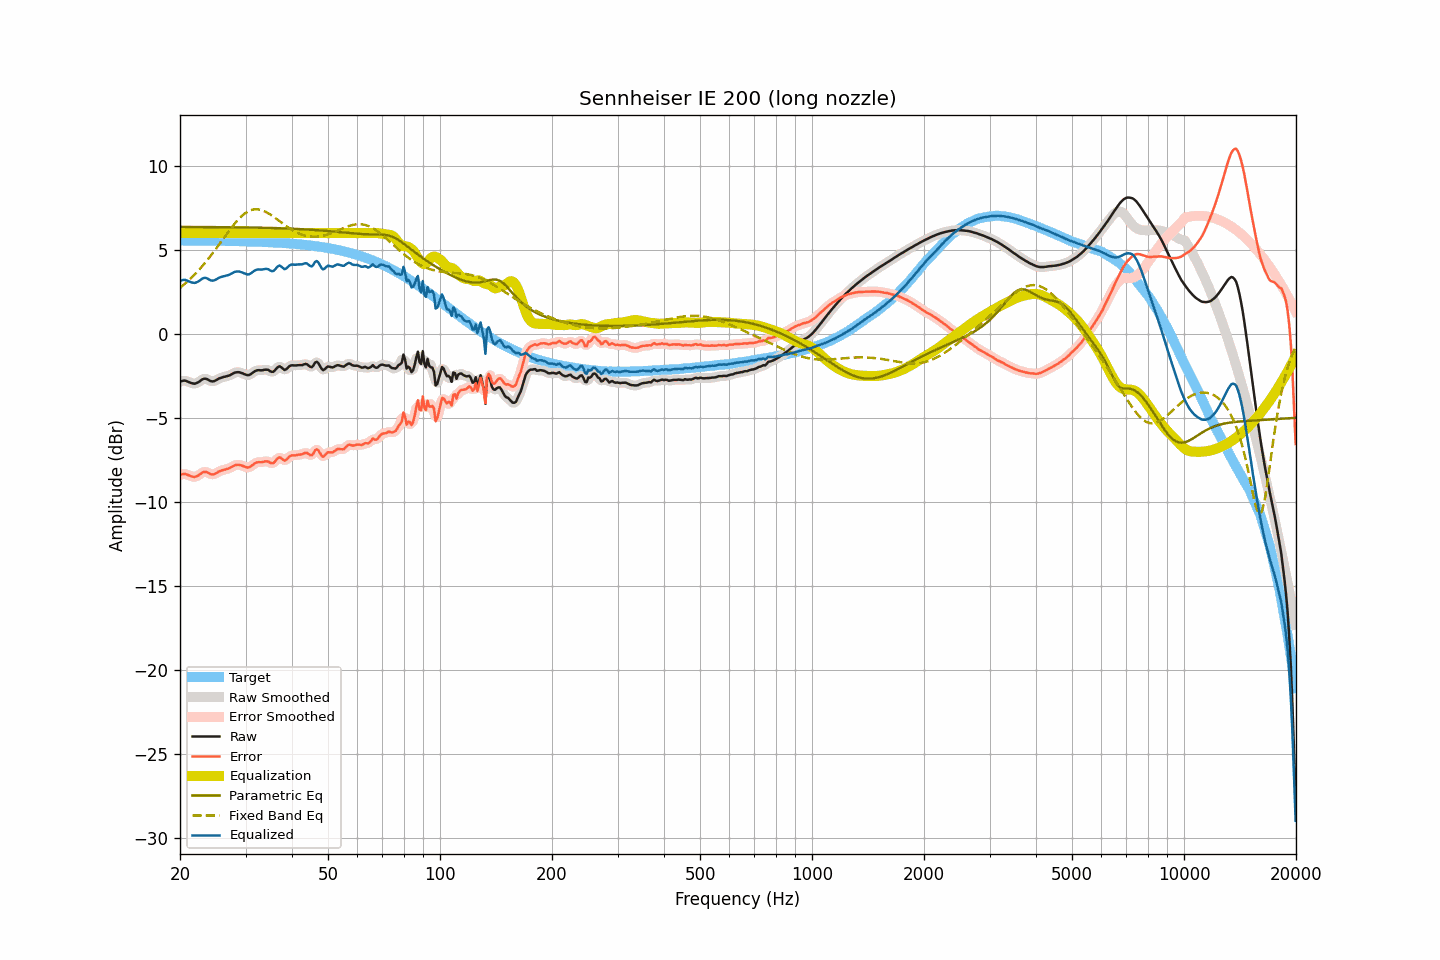 Sennheiser IE 200 (long nozzle)
10
5
0
−5
−10
−15
−20
−25
−30
Amplitude (dBr)
Target
Raw Smoothed
Error Smoothed
Raw
Error
Equalization
Parametric Eq
Fixed Band Eq
Equalized
20 50 100 200 500 1000 2000 5000 10000 20000
Frequency (Hz)